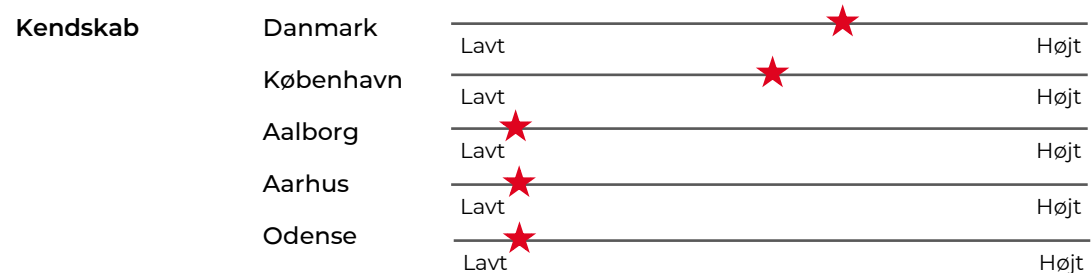 Kendskab Danmark
Lavt Højt
København
Lavt Højt
Aalborg
Lavt Højt
Aarhus
Lavt Højt
Odense
Lavt Højt